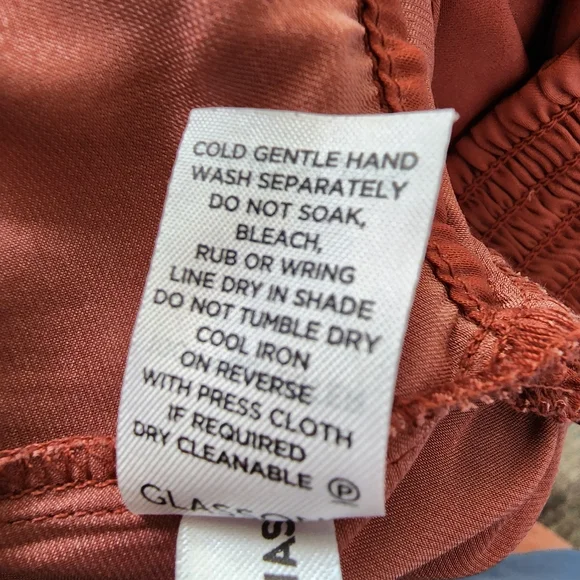 COLD GENTLE HAND
WASH SEPARATELY
DO NOT SOAK,
BLEACH,
RUB OR WRING
LINE DRY IN SHADE
DO NOT TUMBLE DRY
COOL IRON
ON REVERSE
WITH PRESS CLOTH
IF REQUIRED
DRY CLEANABLE Ⓟ